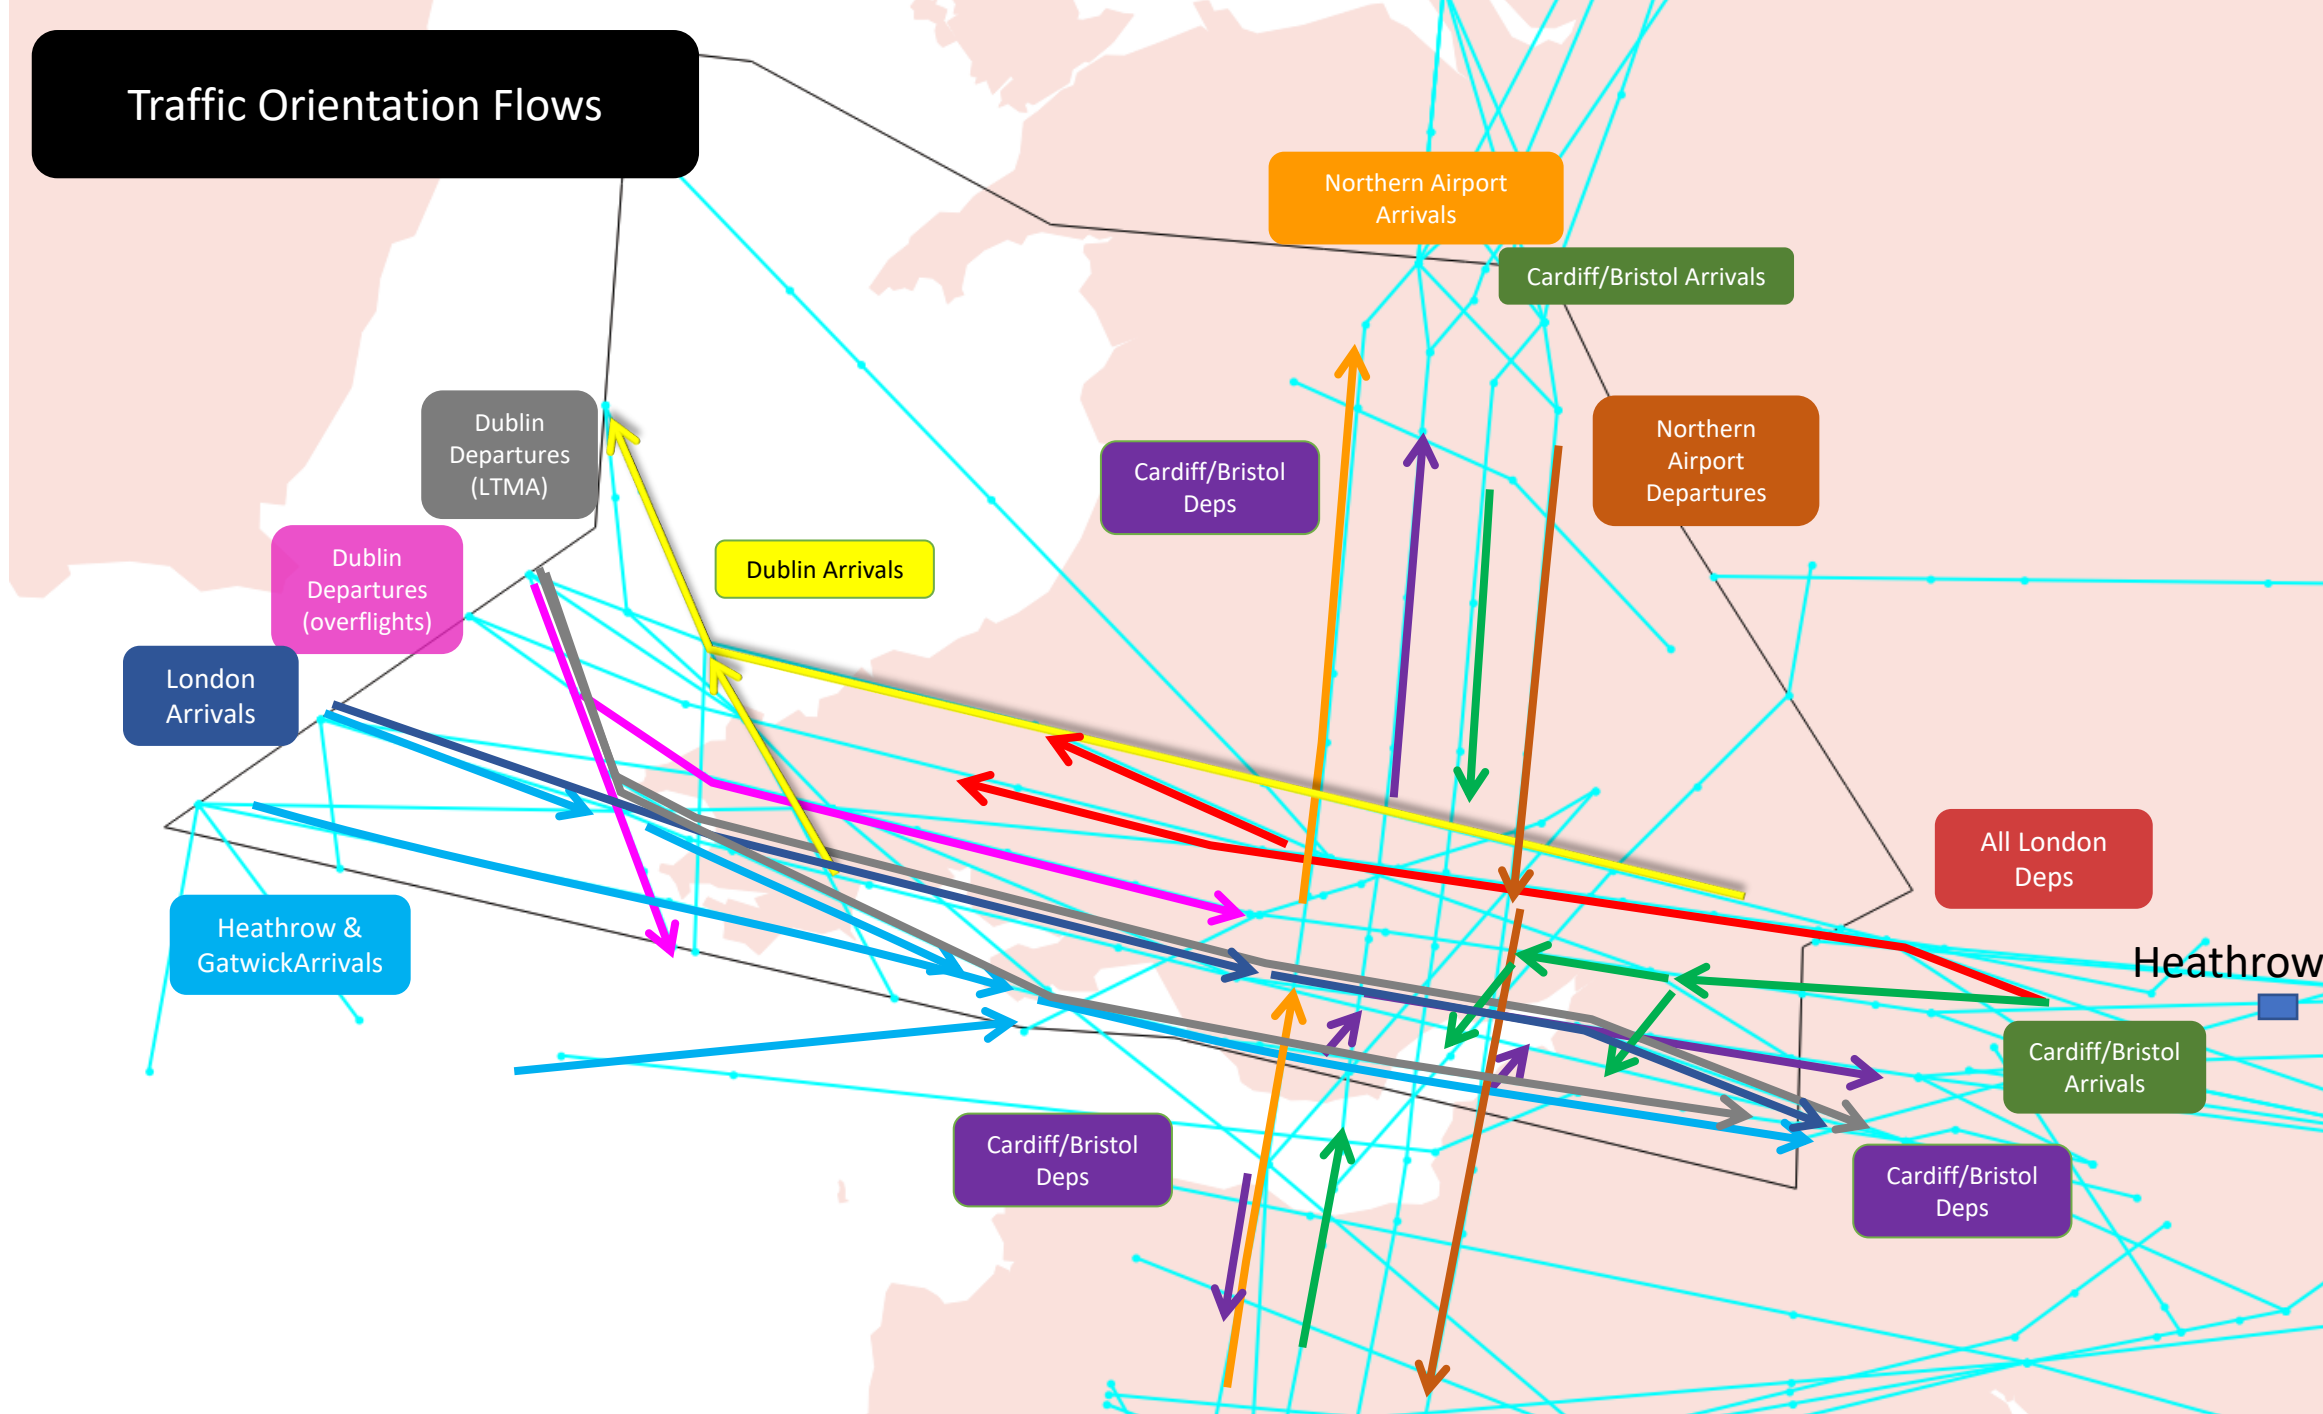 Traffic Orientation Flows
Northern Airport
Arrivals
Cardiff/Bristol Arrivals
Dublin
Departures
(LTMA)
Cardiff/Bristol
Deps
Northern
Airport
Departures
Dublin
Departures
(overflights)
Dublin Arrivals
London
Arrivals
All London
Deps
Heathrow &
GatwickArrivals
Heathrow
Cardiff/Bristol
Arrivals
Cardiff/Bristol
Deps
Cardiff/Bristol
Deps